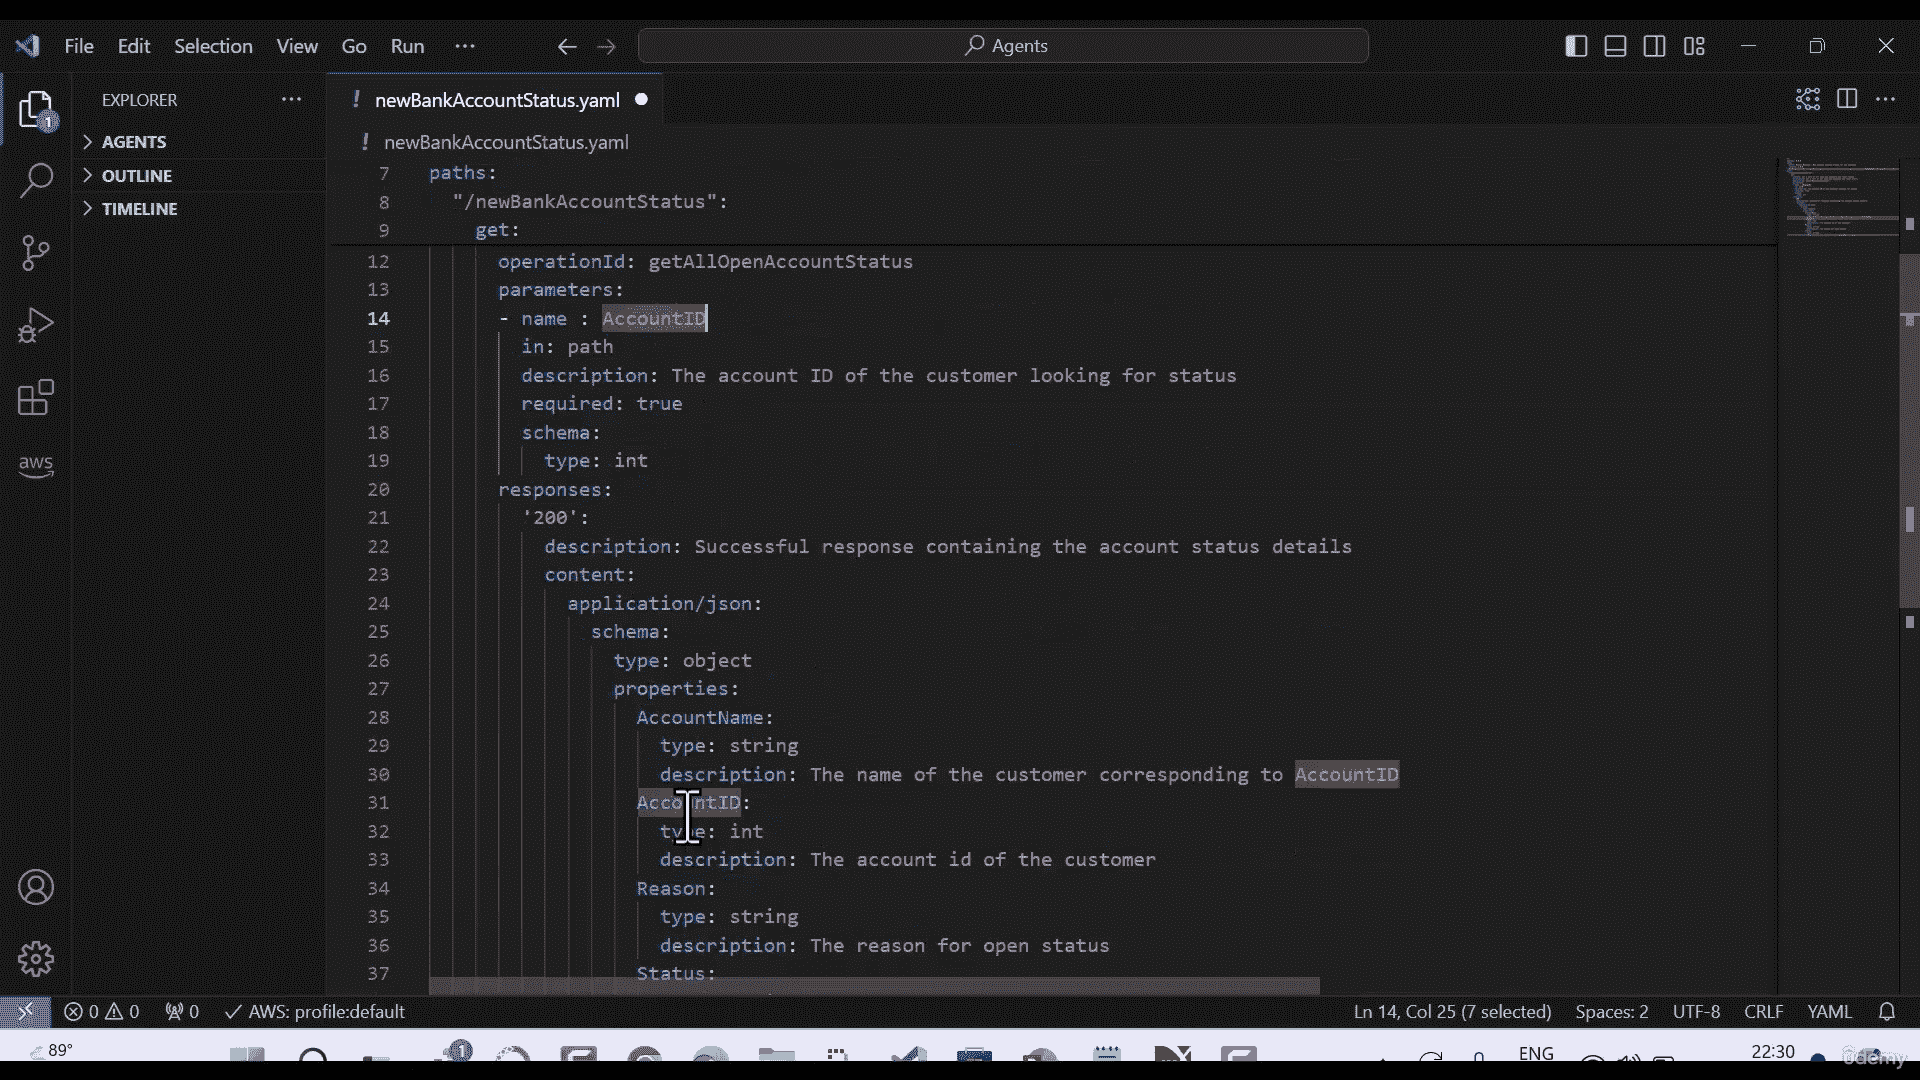 File Edit Selection View Go Run ···
Agents
EXPLORER ···
1
AGENTS
OUTLINE
TIMELINE
aws
! newBankAccountStatus.yaml ●
! newBankAccountStatus.yaml
7 paths:
8 "/newBankAccountStatus":
9 get:
12 operationId: getAllOpenAccountStatus
13 parameters:
14 - name : AccountID
15 in: path
16 description: The account ID of the customer looking for status
17 required: true
18 schema:
19 type: int
20 responses:
21 '200':
22 description: Successful response containing the account status details
23 content:
24 application/json:
25 schema:
26 type: object
27 properties:
28 AccountName:
29 type: string
30 description: The name of the customer corresponding to AccountID
31 AccountID:
32 type: int
33 description: The account id of the customer
34 Reason:
35 type: string
36 description: The reason for open status
37 Status:
0 0 0 AWS: profile:default Ln 14, Col 25 (7 selected) Spaces: 2 UTF-8 CRLF YAML
89° 1 ENG 22:30
udemy